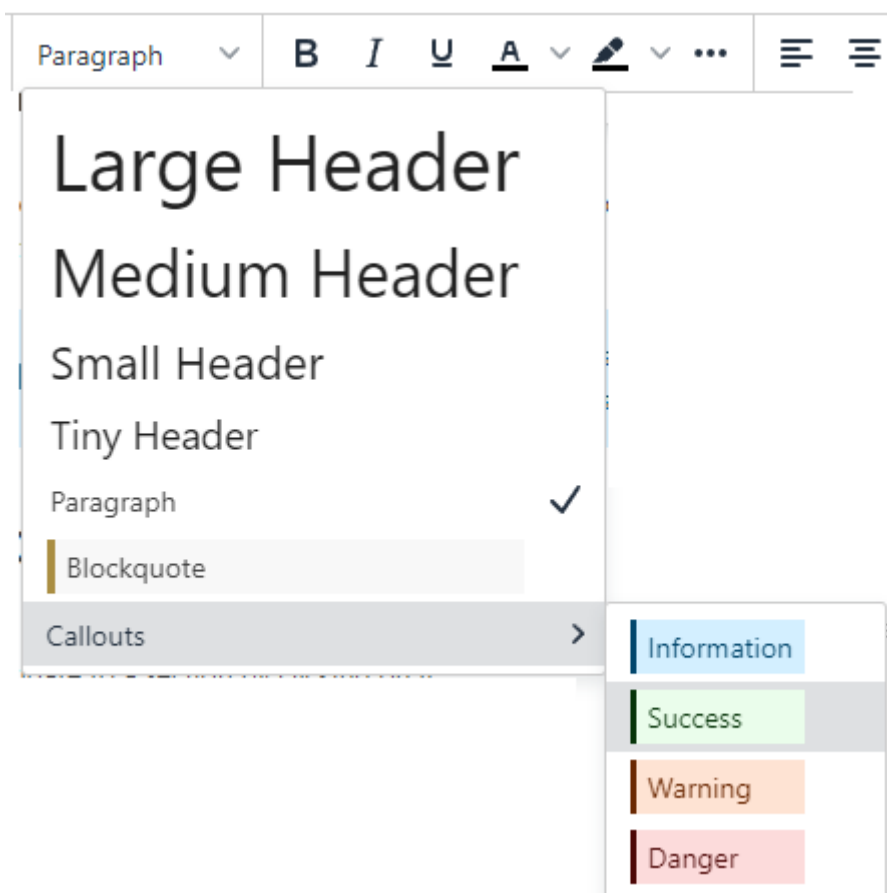 Paragraph B I U A
Large Header
Medium Header
Small Header
Tiny Header
Paragraph
Blockquote
Callouts
Information
Success
Warning
Danger